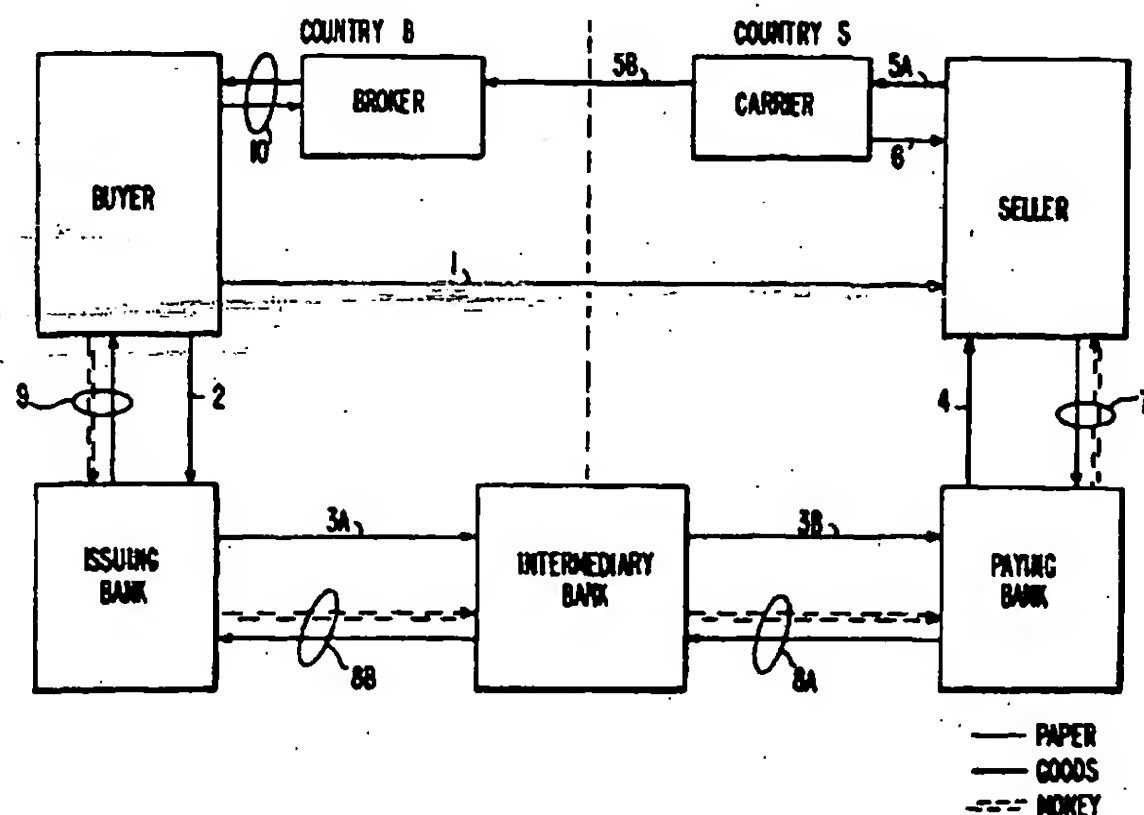 COUNTRY B
COUNTRY S
BUYER
10
BROKER
5B
CARRIER
5A
6
SELLER
1
9
2
4
7
ISSUING
BANK
3A
INTERMEDIARY
BANK
3B
PAYING
BANK
8B
8A
PAPER
GOODS
MONEY